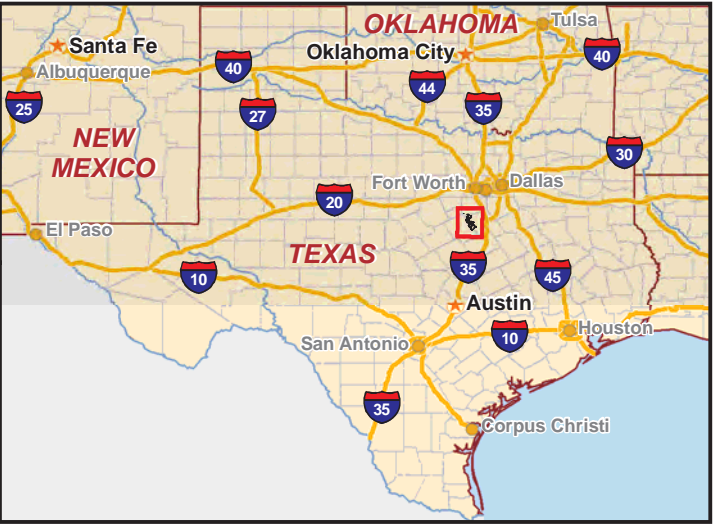 OKLAHOMA
Tulsa
Santa Fe
Oklahoma City
40
Albuquerque
40
44
25
27
35
NEW
MEXICO
30
Fort Worth
Dallas
20
El Paso
TEXAS
35
45
10
Austin
Houston
10
San Antonio
35
Corpus Christi